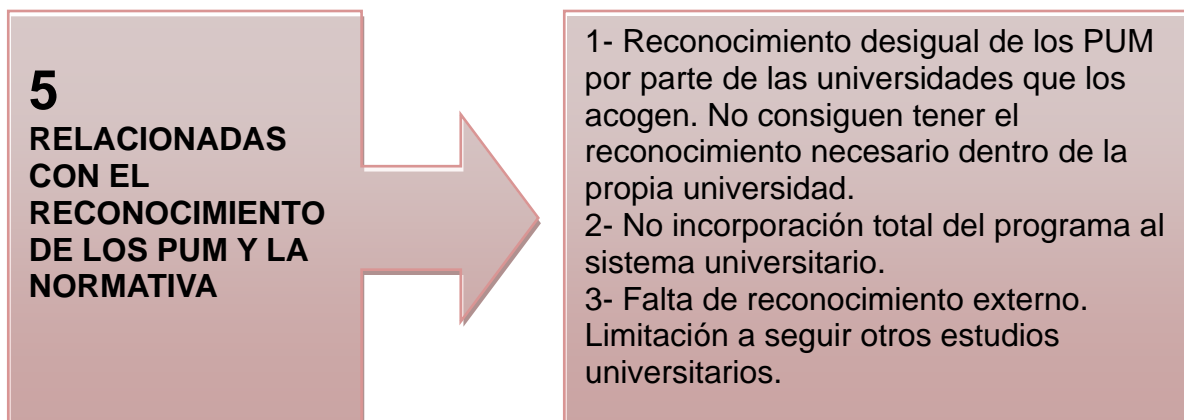 5
RELACIONADAS
CON EL
RECONOCIMIENTO
DE LOS PUM Y LA
NORMATIVA
1- Reconocimiento desigual de los PUM
por parte de las universidades que los
acogen. No consiguen tener el
reconocimiento necesario dentro de la
propia universidad.
2- No incorporación total del programa al
sistema universitario.
3- Falta de reconocimiento externo.
Limitación a seguir otros estudios
universitarios.